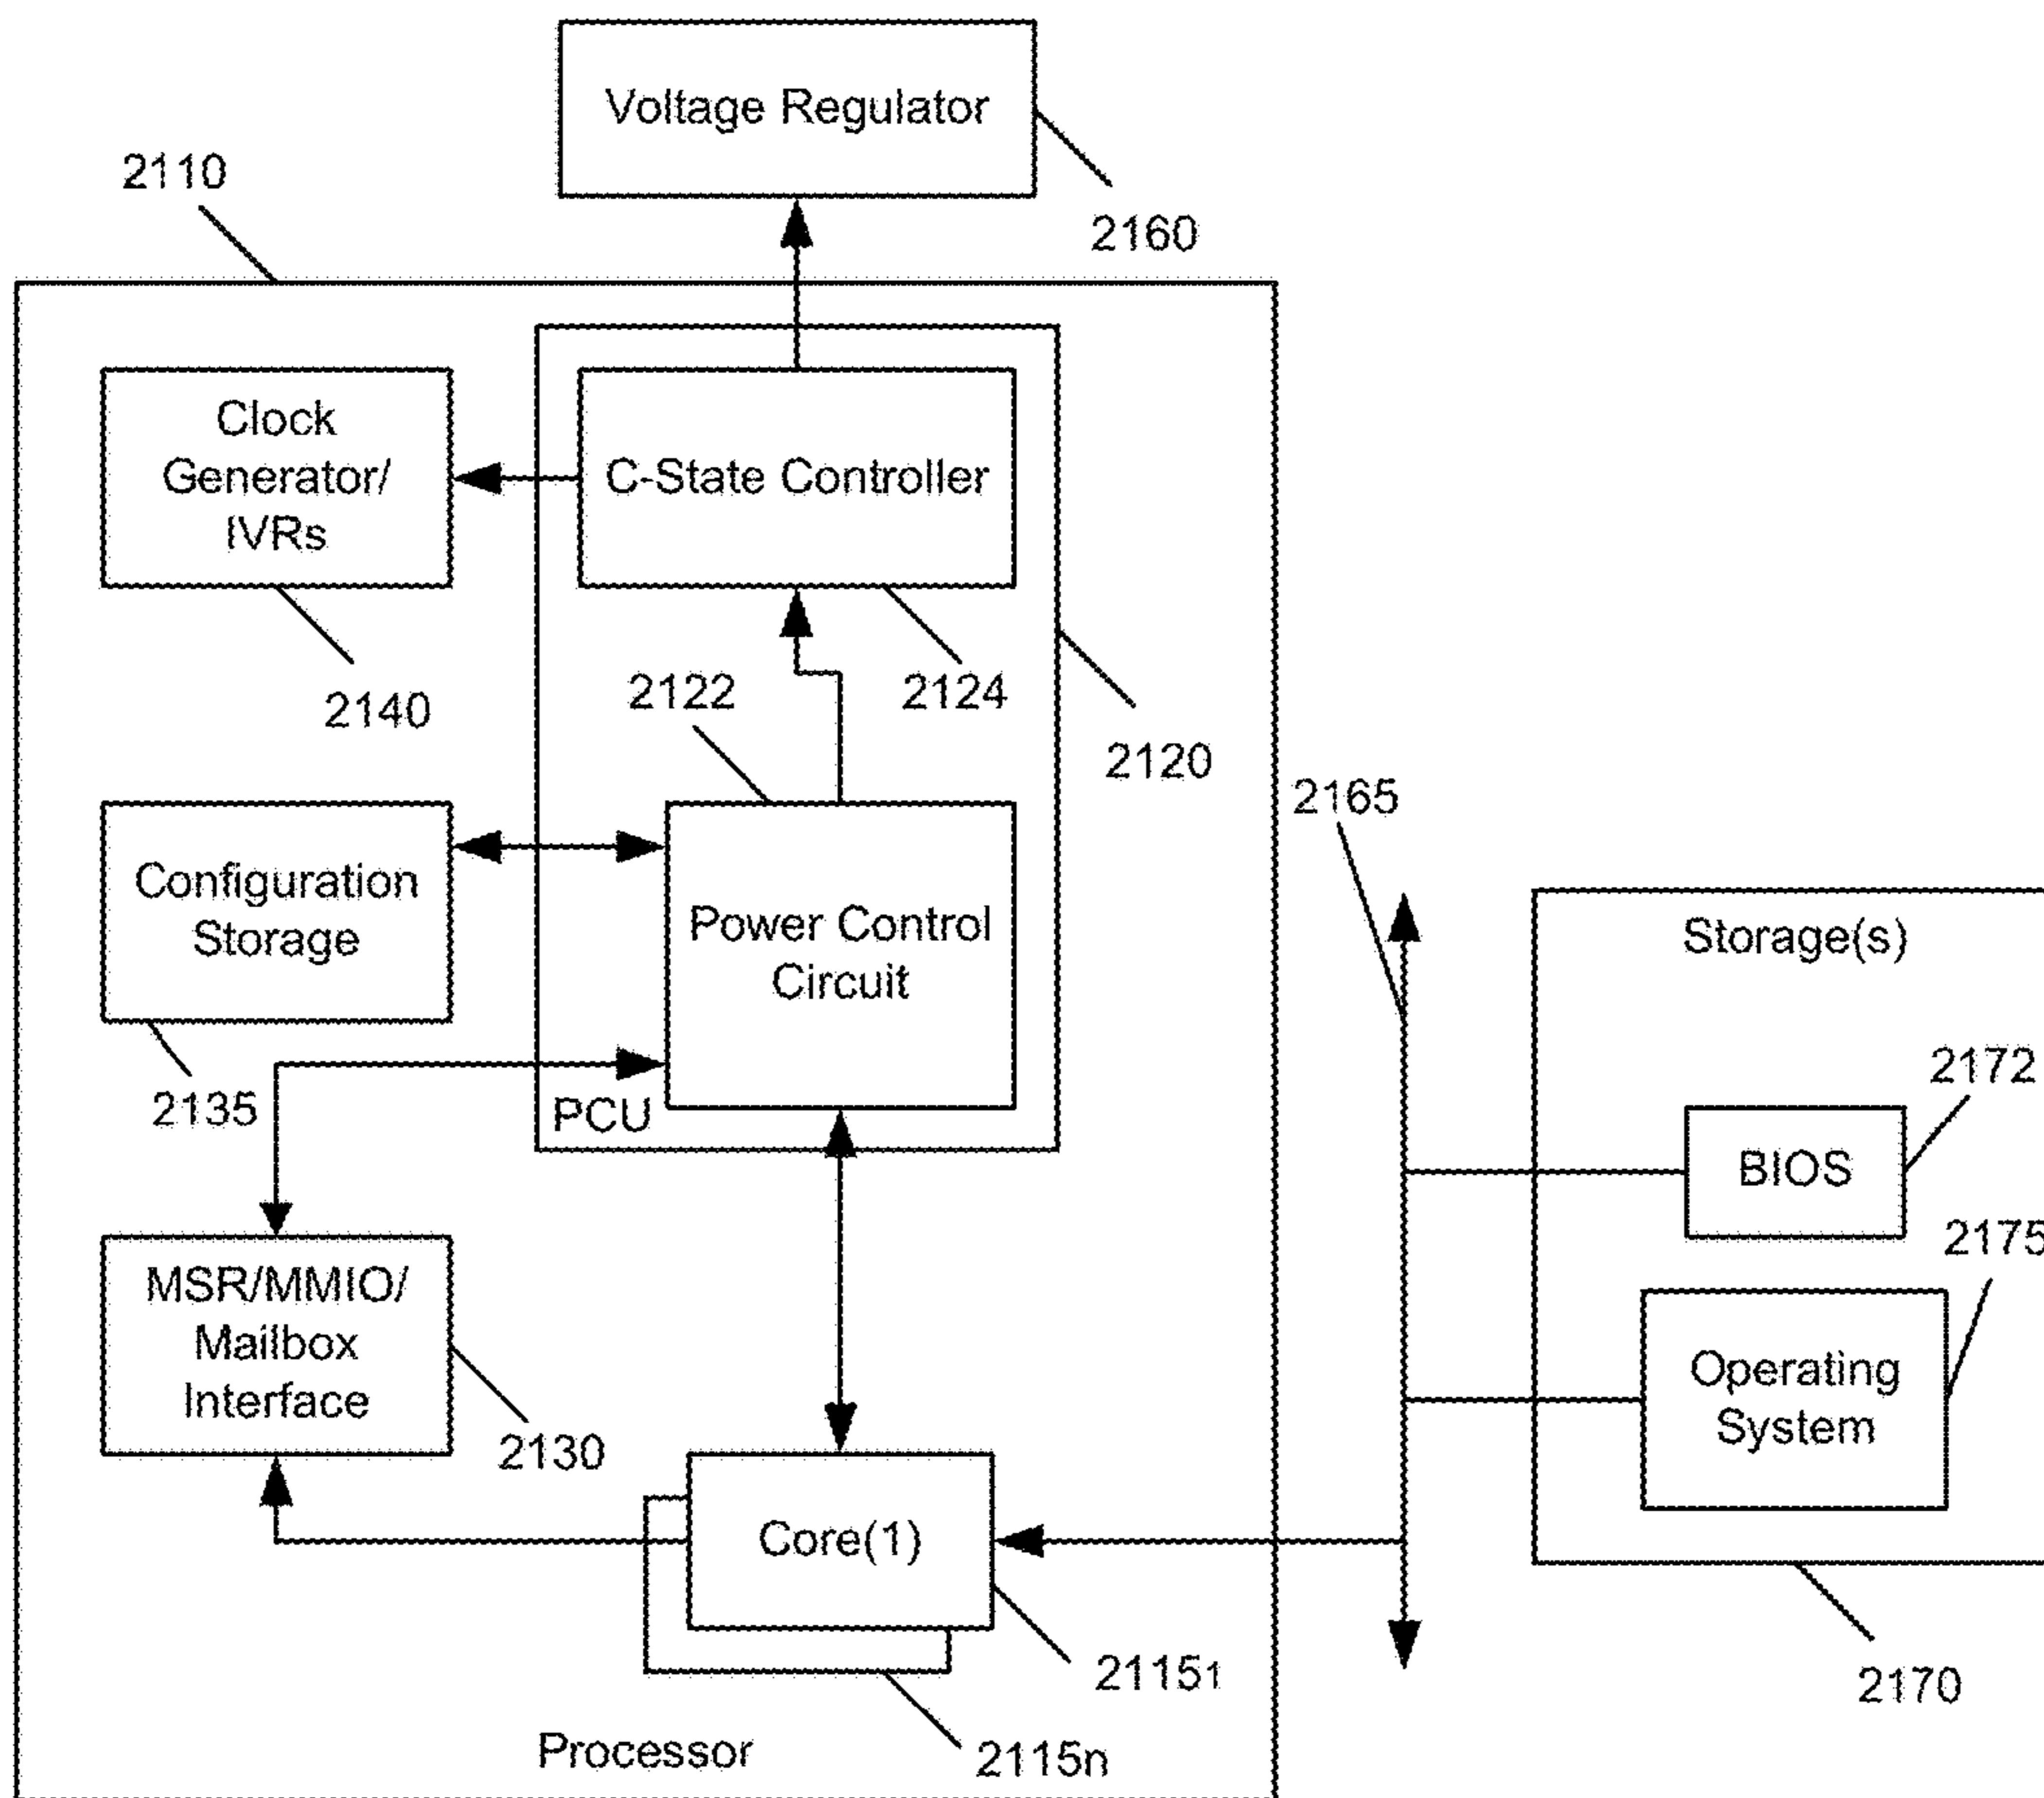 Voltage Regulator
2110
2160
Clock
Generator/
IVRs
C-State Controller
2140
2122
2124
2120
2165
Configuration
Storage
Power Control
Circuit
Storage(s)
2135
PCU
2172
BIOS
2175
MSR/MMIO/
Mailbox
Interface
Operating
System
2130
Core(1)
2115₁
2170
Processor
2115n